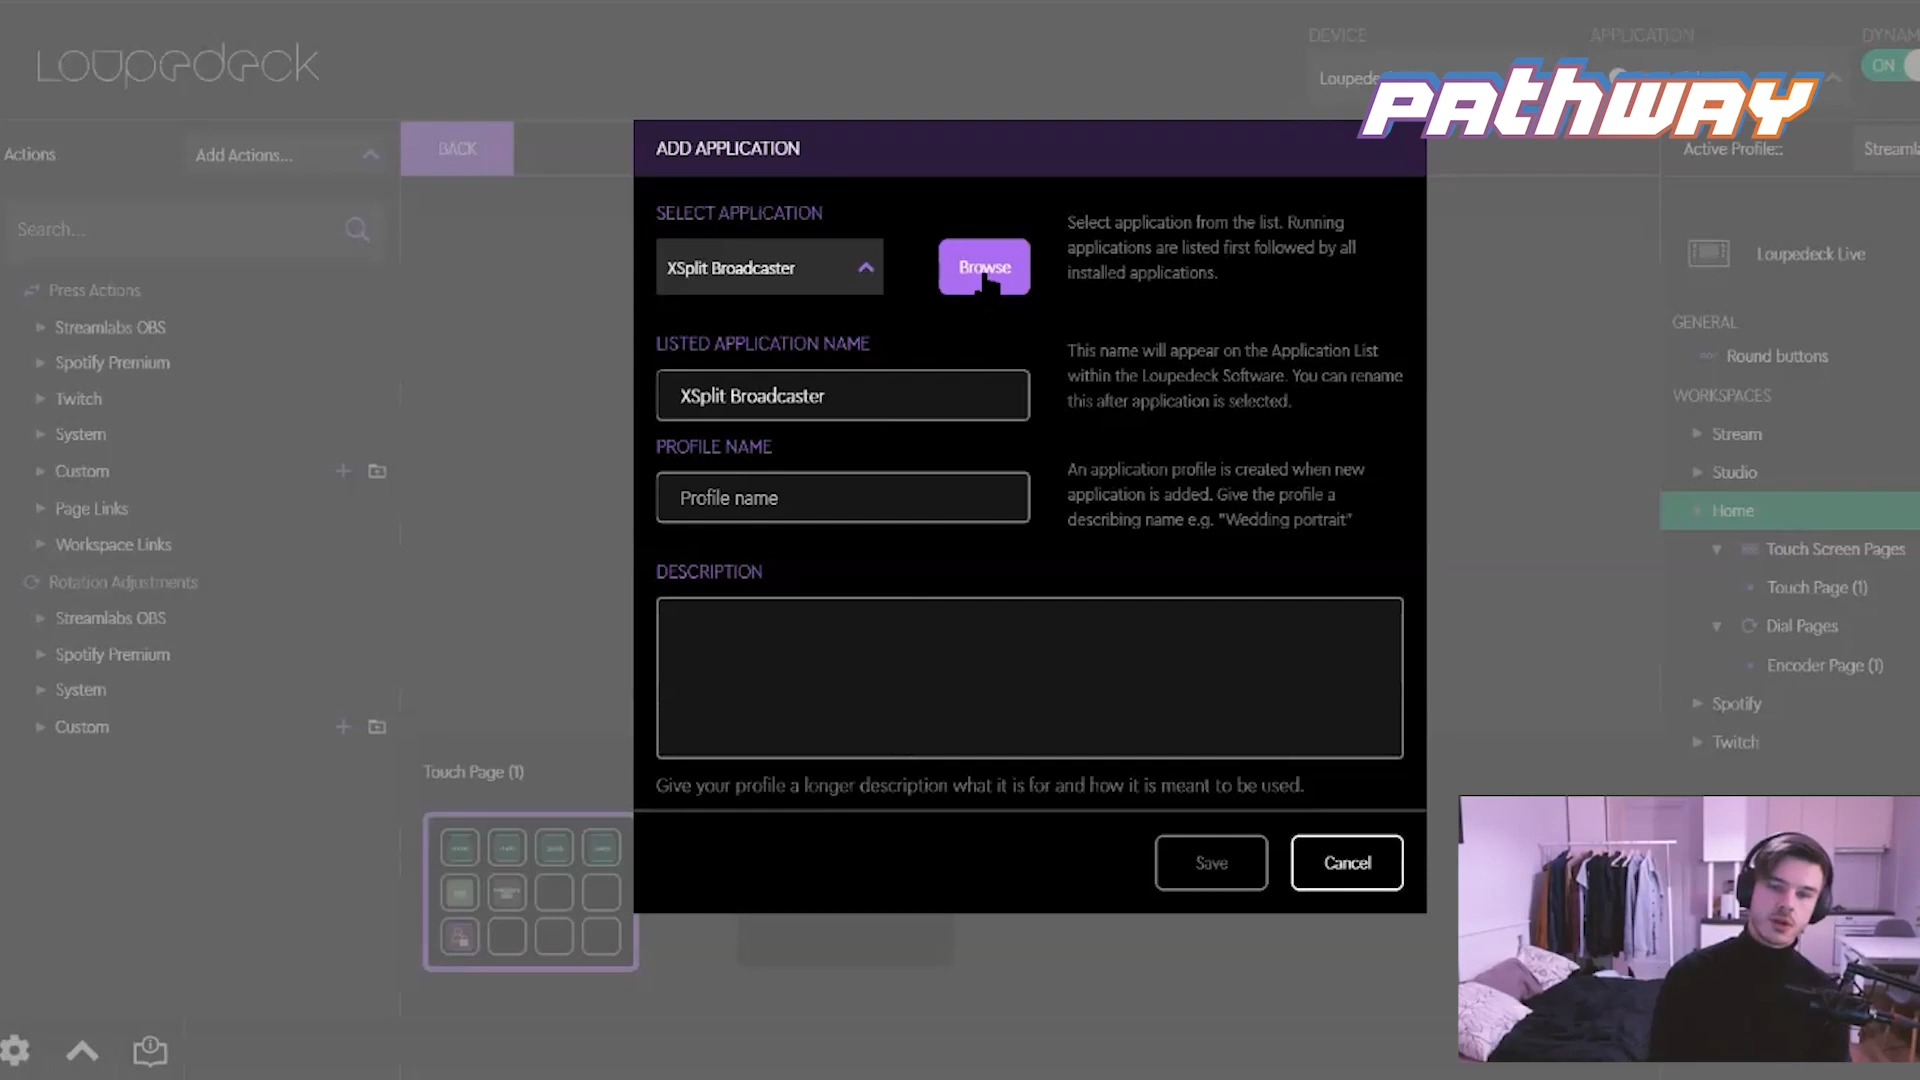 Loupedeck
DEVICE
APPLICATION
DYNAM
Loupede
ON
pathway
Actions
Add Actions...
BACK
ADD APPLICATION
Active Profile::
Streamla
Search...
SELECT APPLICATION
XSplit Broadcaster
Browse
Select application from the list. Running
applications are listed first followed by all
installed applications.
LISTED APPLICATION NAME
XSplit Broadcaster
This name will appear on the Application List
within the Loupedeck Software. You can rename
this after application is selected.
PROFILE NAME
Profile name
An application profile is created when new
application is added. Give the profile a
describing name e.g. "Wedding portrait"
DESCRIPTION
Give your profile a longer description what it is for and how it is meant to be used.
Save
Cancel
Press Actions
Streamlabs OBS
Spotify Premium
Twitch
System
Custom
Page Links
Workspace Links
Rotation Adjustments
Streamlabs OBS
Spotify Premium
System
Custom
Touch Page (1)
Loupedeck Live
GENERAL
Round buttons
WORKSPACES
Stream
Studio
Home
Touch Screen Pages
Touch Page (1)
Dial Pages
Encoder Page (1)
Spotify
Twitch